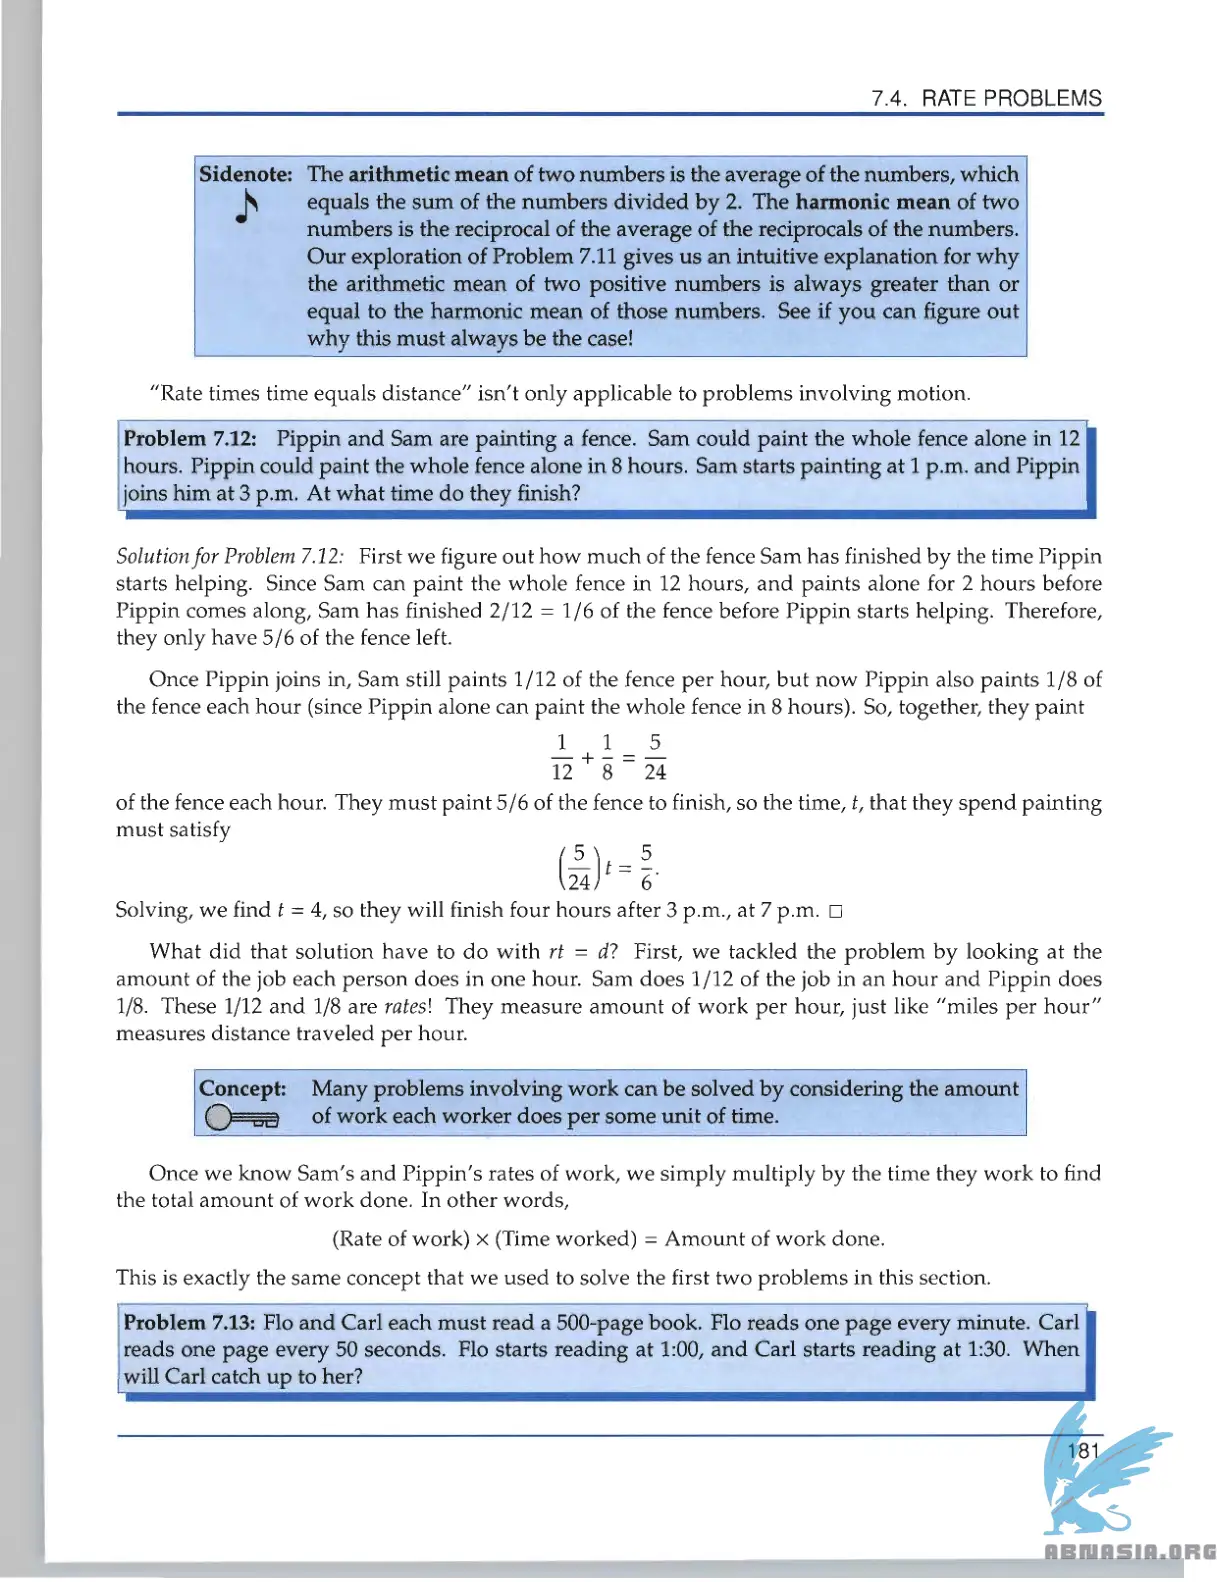 7.4. RATE PROBLEMS
Sidenote: The arithmetic mean of two numbers is the average of the numbers, which
equals the sum of the numbers divided by 2. The harmonic mean of two
numbers is the reciprocal of the average of the reciprocals of the numbers.
Our exploration of Problem 7.11 gives us an intuitive explanation for why
the arithmetic mean of two positive numbers is always greater than or
equal to the harmonic mean of those numbers. See if you can figure out
why this must always be the case!
"Rate times time equals distance" isn't only applicable to problems involving motion.
Problem 7.12: Pippin and Sam are painting a fence. Sam could paint the whole fence alone in 12
hours. Pippin could paint the whole fence alone in 8 hours. Sam starts painting at 1 p.m. and Pippin
joins him at 3 p.m. At what time do they finish?
Solution for Problem 7.12: First we figure out how much of the fence Sam has finished by the time Pippin
starts helping. Since Sam can paint the whole fence in 12 hours, and paints alone for 2 hours before
Pippin comes along, Sam has finished 2/12 = 1/6 of the fence before Pippin starts helping. Therefore,
they only have 5/6 of the fence left.
Once Pippin joins in, Sam still paints 1/12 of the fence per hour, but now Pippin also paints 1/8 of
the fence each hour (since Pippin alone can paint the whole fence in 8 hours). So, together, they paint
1/12 + 1/8 = 5/24
of the fence each hour. They must paint 5/6 of the fence to finish, so the time, t, that they spend painting
must satisfy
(5/24) t = 5/6.
Solving, we find t = 4, so they will finish four hours after 3 p.m., at 7 p.m. □
What did that solution have to do with rt = d? First, we tackled the problem by looking at the
amount of the job each person does in one hour. Sam does 1/12 of the job in an hour and Pippin does
1/8. These 1/12 and 1/8 are rates! They measure amount of work per hour, just like "miles per hour"
measures distance traveled per hour.
Concept: Many problems involving work can be solved by considering the amount
of work each worker does per some unit of time.
Once we know Sam's and Pippin's rates of work, we simply multiply by the time they work to find
the total amount of work done. In other words,
(Rate of work) × (Time worked) = Amount of work done.
This is exactly the same concept that we used to solve the first two problems in this section.
Problem 7.13: Flo and Carl each must read a 500-page book. Flo reads one page every minute. Carl
reads one page every 50 seconds. Flo starts reading at 1:00, and Carl starts reading at 1:30. When
will Carl catch up to her?
181
ABNASIA.ORG